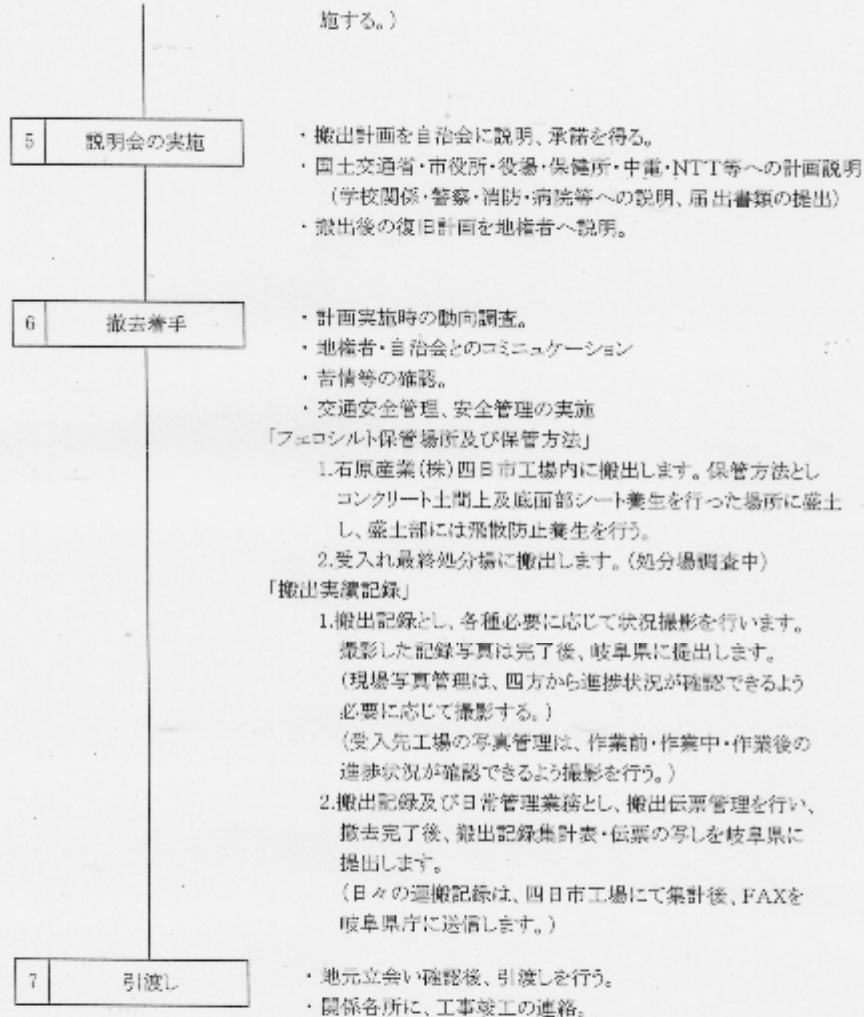 施する。)
5 説明会の実施
・搬出計画を自治会に説明、承諾を得る。
・国土交通省・市役所・役場・保健所・中電・NTT等への計画説明
(学校関係・警察・消防・病院等への説明、届出書類の提出)
・搬出後の復旧計画を地権者へ説明。
6 撤去着手
・計画実施時の動向調査。
・地権者・自治会とのコミニュケーション
・苦情等の確認。
・交通安全管理、安全管理の実施
「フェロシルト保管場所及び保管方法」
1.石原産業(株)四日市工場内に搬出します。保管方法とし
コンクリート土間上及底面部シート養生を行った場所に盛土
し、盛土部には飛散防止養生を行う。
2.受入れ最終処分場に搬出します。(処分場調査中)
「搬出実績記録」
1.搬出記録とし、各種必要に応じて状況撮影を行います。
撮影した記録写真は完了後、岐阜県に提出します。
(現場写真管理は、四方から進捗状況が確認できるよう
必要に応じて撮影する。)
(受入先工場の写真管理は、作業前・作業中・作業後の
進捗状況が確認できるよう撮影を行う。)
2.搬出記録及び日常管理業務とし、搬出伝票管理を行い、
撤去完了後、搬出記録集計表・伝票の写しを岐阜県に
提出します。
(日々の運搬記録は、四日市工場にて集計後、FAXを
岐阜県庁に送信します。)
7 引渡し
・地元立会い確認後、引渡しを行う。
・関係各所に、工事竣工の連絡。